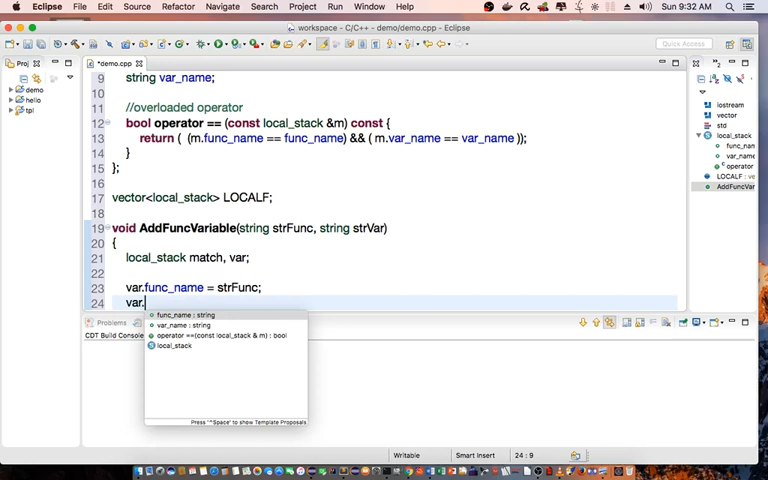 Eclipse File Edit Source Refactor Navigate Search Project Run Window Help Sun 9:32 AM
workspace - C/C++ - demo/demo.cpp - Eclipse
Quick Access
Proj
*demo.cpp
demo
hello
tpl
9 string var_name;
10
11 //overloaded operator
12 bool operator == (const local_stack &m) const {
13 return ( (m.func_name == func_name) && ( m.var_name == var_name ));
14 }
15 };
16
17 vector<local_stack> LOCALF;
18
19 void AddFuncVariable(string strFunc, string strVar)
20 {
21 local_stack match, var;
22
23 var.func_name = strFunc;
24 var.
func_name : string
var_name : string
operator ==(const local_stack & m) : bool
local_stack
Press '^Space' to show Template Proposals
iostream
vector
std
local_stack
func_nam
var_name
operator
LOCALF : ve
AddFuncVar
Problems
CDT Build Console
Writable
Smart Insert
24 : 9